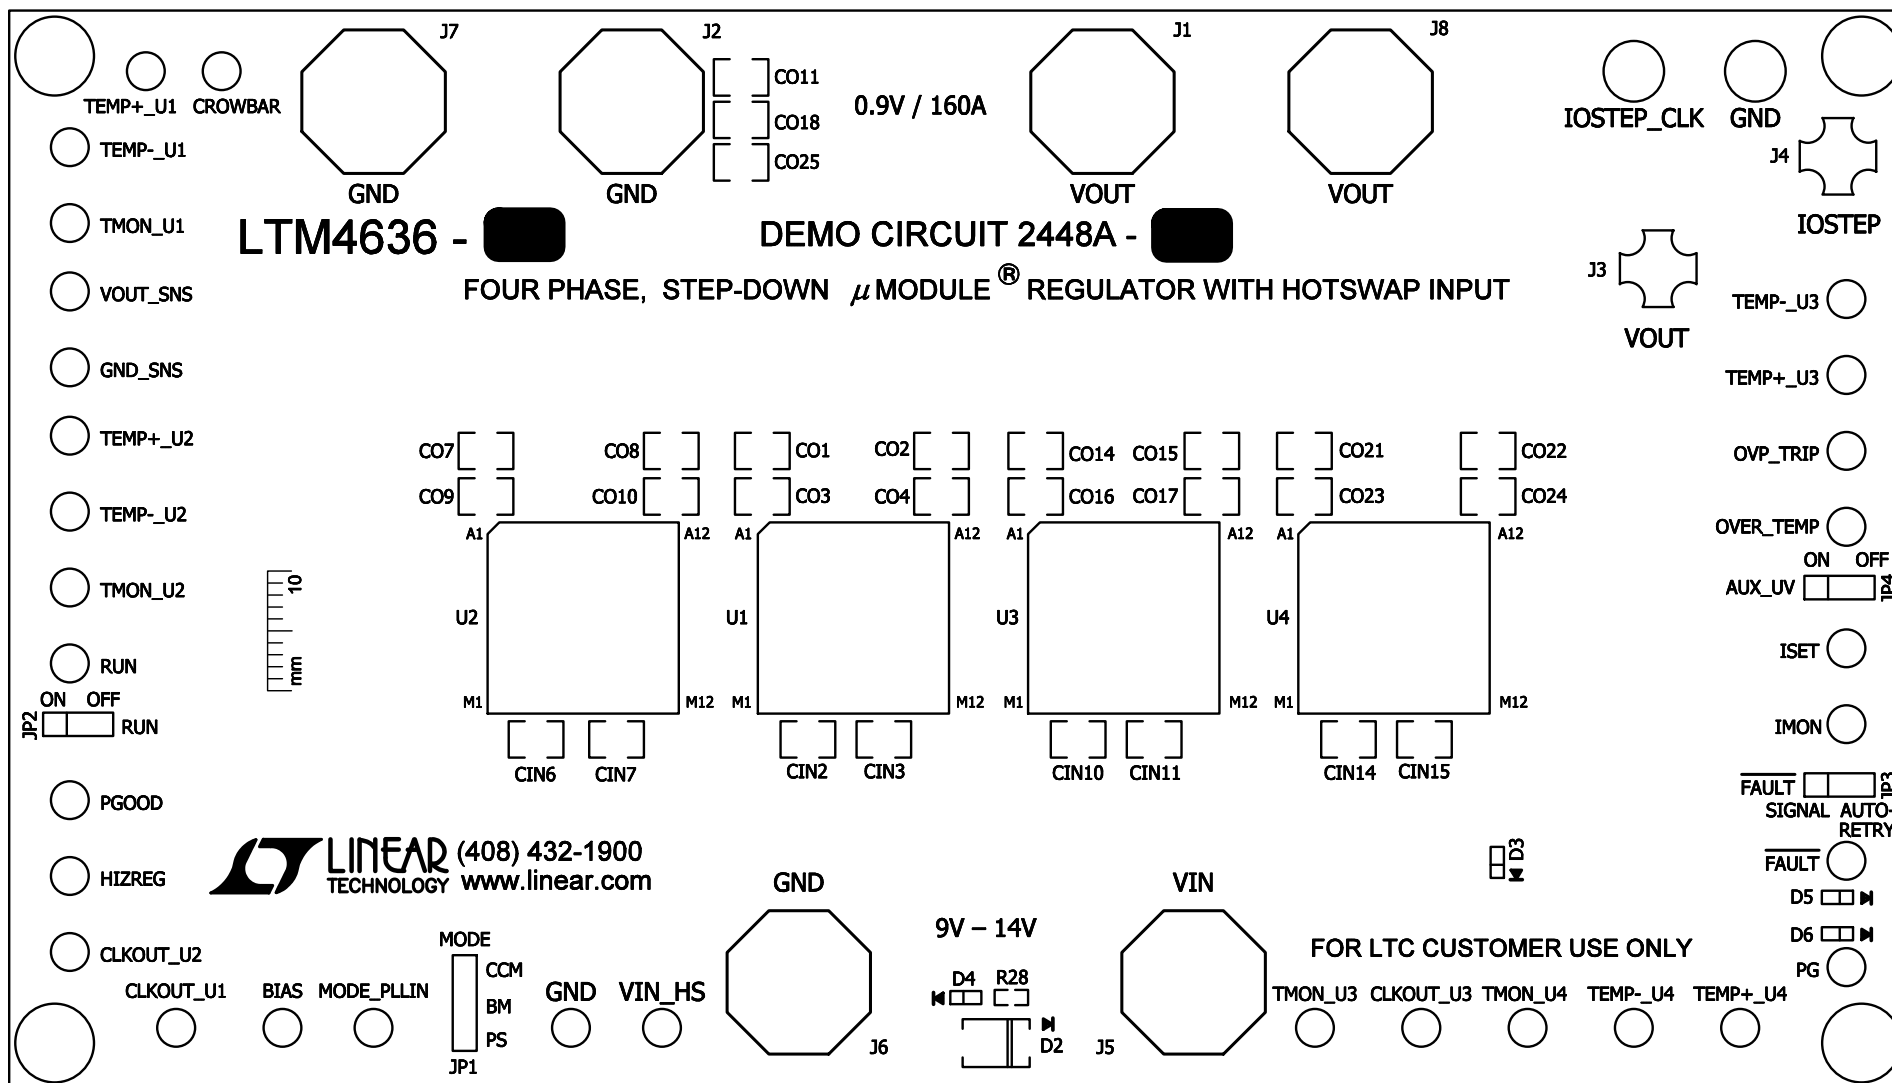 J7
J2
J1
J8
CO11
TEMP+_U1 CROWBAR
0.9V / 160A
IOSTEP_CLK GND
CO18
TEMP-_U1
CO25
J4
GND
GND
VOUT
VOUT
TMON_U1
LTM4636 -
DEMO CIRCUIT 2448A -
IOSTEP
J3
VOUT_SNS
FOUR PHASE, STEP-DOWN µMODULE® REGULATOR WITH HOTSWAP INPUT
TEMP-_U3
VOUT
GND_SNS
TEMP+_U3
TEMP+_U2
CO7 CO8 CO1 CO2 CO14 CO15 CO21 CO22
OVP_TRIP
CO9 CO10 CO3 CO4 CO16 CO17 CO23 CO24
TEMP-_U2
OVER_TEMP
A1 A12 A1 A12 A1 A12 A1 A12
ON OFF
TMON_U2
10
mm
AUX_UV
JP4
U2 U1 U3 U4
RUN
ISET
ON OFF
M1 M12 M1 M12 M1 M12 M1 M12
JP2
RUN
IMON
CIN6 CIN7 CIN2 CIN3 CIN10 CIN11 CIN14 CIN15
FAULT
JP3
PGOOD
SIGNAL AUTO-
RETRY
LINEAR
TECHNOLOGY
(408) 432-1900
www.linear.com
D3
FAULT
HIZREG
GND
VIN
D5
9V – 14V
D6
CLKOUT_U2
MODE
FOR LTC CUSTOMER USE ONLY
PG
CCM
BM
PS
JP1
D4 R28
CLKOUT_U1 BIAS MODE_PLLIN
GND VIN_HS
TMON_U3 CLKOUT_U3 TMON_U4 TEMP-_U4 TEMP+_U4
J6
D2
J5